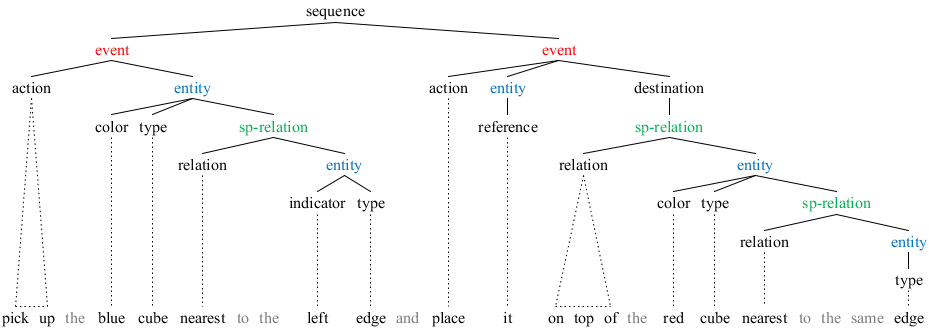 sequence
event event
action entity action entity destination
color type sp-relation reference sp-relation
relation entity relation entity
indicator type color type sp-relation
relation entity
type
pick up the blue cube nearest to the left edge and place it on top of the red cube nearest to the same edge